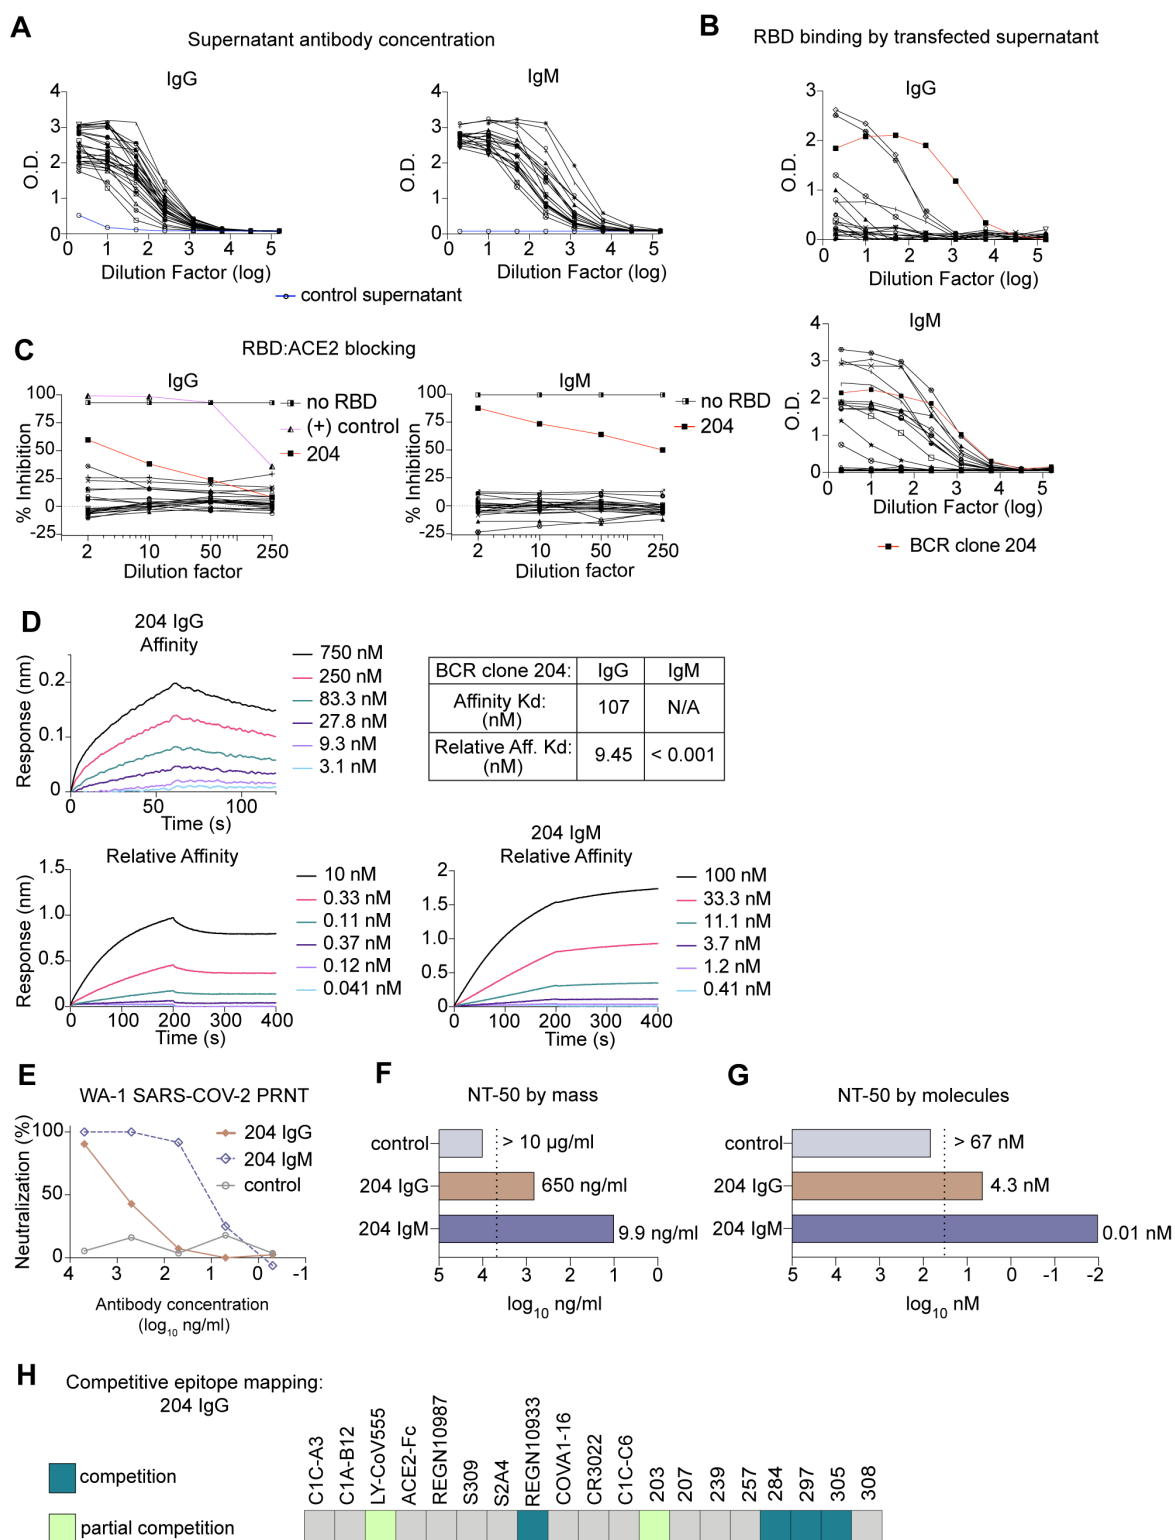 A
Supernatant antibody concentration
IgG
O.D.
4
3
2
1
0
0 1 2 3 4 5
Dilution Factor (log)
IgM
4
3
2
1
0
O.D.
0 1 2 3 4 5
Dilution Factor (log)
control supernatant
B
RBD binding by transfected supernatant
IgG
O.D.
3
2
1
0
0 1 2 3 4 5
Dilution Factor (log)
IgM
O.D.
4
3
2
1
0
0 1 2 3 4 5
Dilution Factor (log)
BCR clone 204
C
RBD:ACE2 blocking
IgG
% Inhibition
100
75
50
25
0
-25
2 10 50 250
Dilution factor
no RBD
(+) control
204
IgM
% Inhibition
100
75
50
25
0
-25
2 10 50 250
Dilution factor
no RBD
204
D
204 IgG
Affinity
Response (nm)
0.2
0.1
0
0 50 100
Time (s)
750 nM
250 nM
83.3 nM
27.8 nM
9.3 nM
3.1 nM
BCR clone 204: IgG IgM
Affinity Kd: (nM) 107 N/A
Relative Aff. Kd: (nM) 9.45 < 0.001
Relative Affinity
Response (nm)
1.5
1.0
0.5
0
0 100 200 300 400
Time (s)
10 nM
0.33 nM
0.11 nM
0.37 nM
0.12 nM
0.041 nM
204 IgM
Relative Affinity
Response (nm)
2
1.5
1.0
0.5
0
0 100 200 300 400
Time (s)
100 nM
33.3 nM
11.1 nM
3.7 nM
1.2 nM
0.41 nM
E
WA-1 SARS-COV-2 PRNT
Neutralization (%)
100
50
0
4 3 2 1 0 -1
Antibody concentration
(log10 ng/ml)
204 IgG
204 IgM
control
F
NT-50 by mass
control > 10 µg/ml
204 IgG 650 ng/ml
204 IgM 9.9 ng/ml
5 4 3 2 1 0
log10 ng/ml
G
NT-50 by molecules
control > 67 nM
204 IgG 4.3 nM
204 IgM 0.01 nM
5 4 3 2 1 0 -1 -2
log10 nM
H
Competitive epitope mapping:
204 IgG
competition
partial competition
C1C-A3
C1A-B12
LY-CoV555
ACE2-Fc
REGN10987
S309
S2A4
REGN10933
COVA1-16
CR3022
C1C-C6
203
207
239
257
284
297
305
308